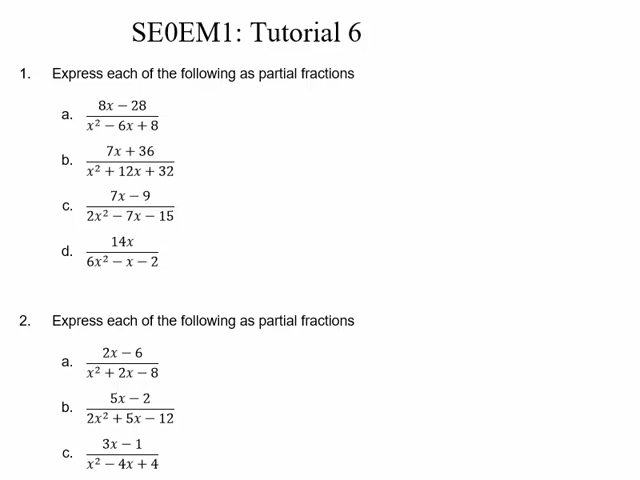 SE0EM1: Tutorial 6
1. Express each of the following as partial fractions
a. (8x − 28)/(x² − 6x + 8)
b. (7x + 36)/(x² + 12x + 32)
c. (7x − 9)/(2x² − 7x − 15)
d. 14x/(6x² − x − 2)
2. Express each of the following as partial fractions
a. (2x − 6)/(x² + 2x − 8)
b. (5x − 2)/(2x² + 5x − 12)
c. (3x − 1)/(x² − 4x + 4)